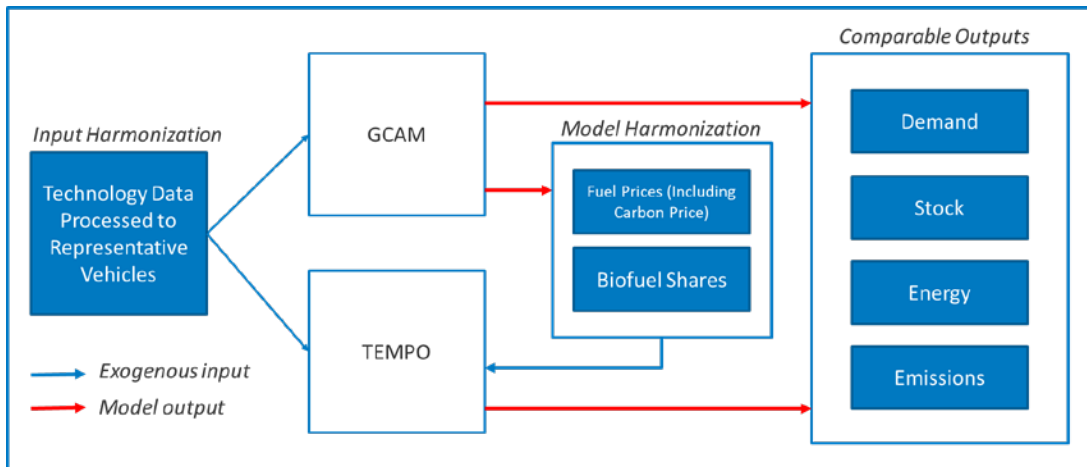 Input Harmonization
Technology Data
Processed to
Representative
Vehicles
Exogenous input
Model output
GCAM
TEMPO
Model Harmonization
Fuel Prices (Including
Carbon Price)
Biofuel Shares
Comparable Outputs
Demand
Stock
Energy
Emissions